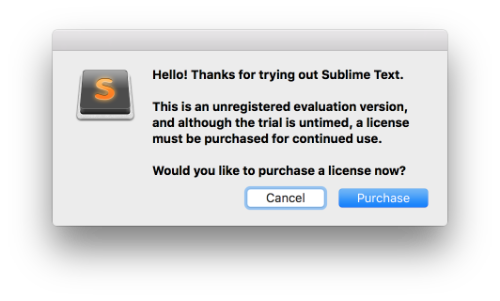 S
Hello! Thanks for trying out Sublime Text.
This is an unregistered evaluation version,
and although the trial is untimed, a license
must be purchased for continued use.
Would you like to purchase a license now?
Cancel Purchase